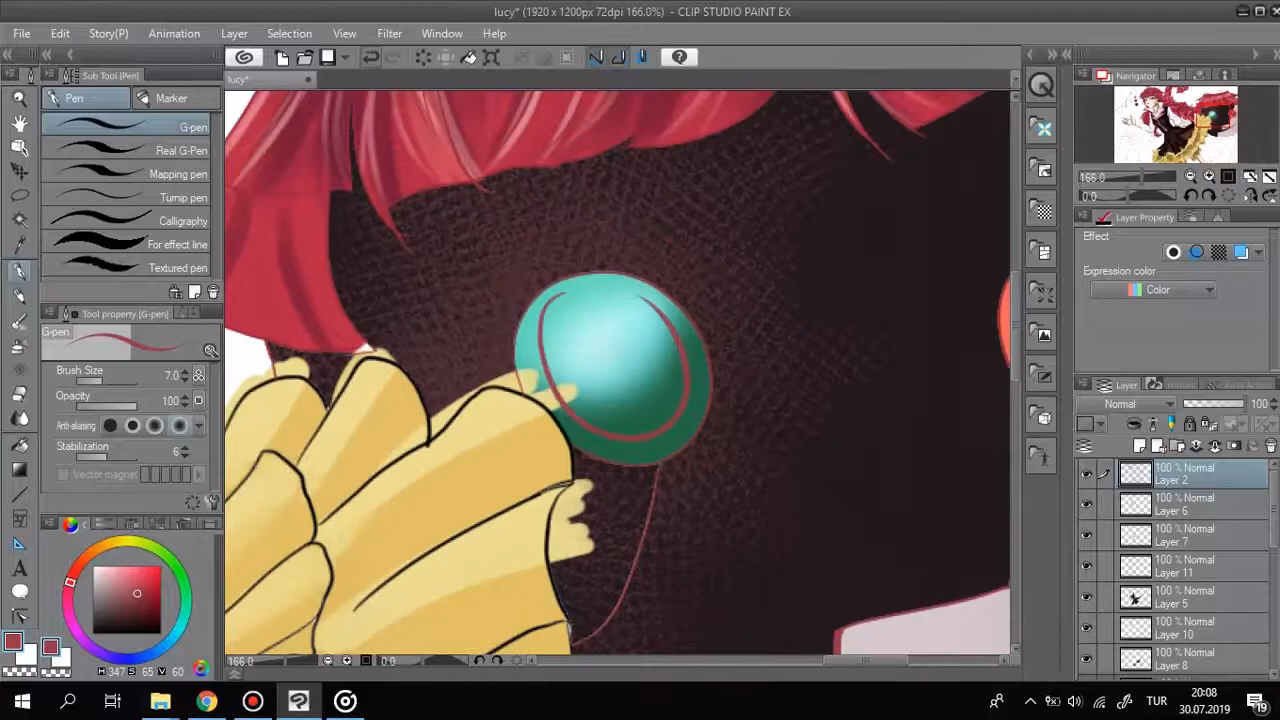 lucy* (1920 x 1200px 72dpi 166.0%) - CLIP STUDIO PAINT EX
File Edit Story(P) Animation Layer Selection View Filter Window Help
Sub Tool [Pen]
lucy*
Navigator
Pen Marker
G-pen
Real G-Pen
Mapping pen
Turnip pen
Calligraphy
For effect line
Textured pen
166.0
0.0
Layer Property
Effect
Expression color
Color
Tool property [G-pen]
G-pen
Brush Size 7.0
Opacity 100
Anti-aliasing
Stabilization 6
Vector magnet
Layer
Normal 100
100 % Normal
Layer 2
100 % Normal
Layer 6
100 % Normal
Layer 7
100 % Normal
Layer 11
100 % Normal
Layer 5
100 % Normal
Layer 10
100 % Normal
Layer 8
H 347 S 65 V 60
166.0 0.0
TUR
20:08
30.07.2019
19